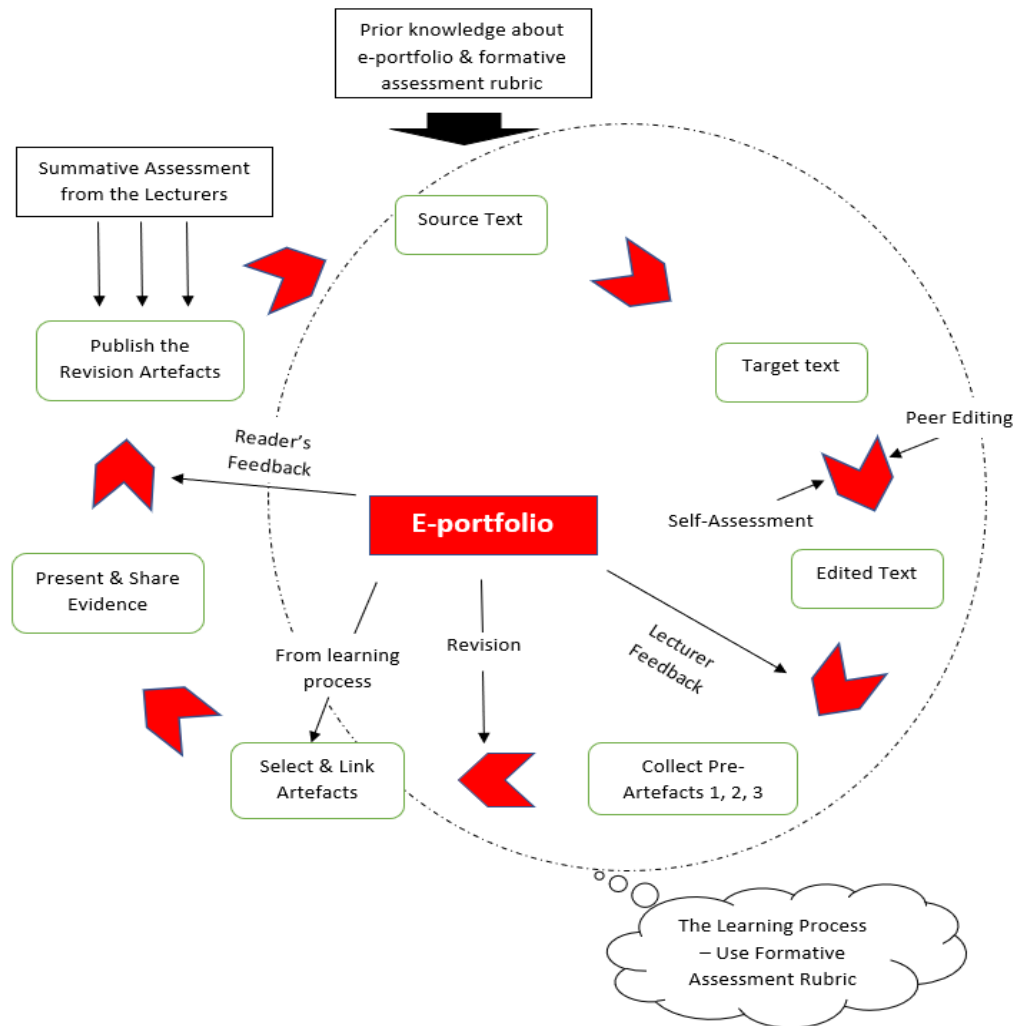 Prior knowledge about
e-portfolio & formative
assessment rubric
Summative Assessment
from the Lecturers
Source Text
Publish the
Revision Artefacts
Target text
Peer Editing
Reader's
Feedback
Self-Assessment
E-portfolio
Edited Text
Present & Share
Evidence
From learning
process
Revision
Lecturer
Feedback
Select & Link
Artefacts
Collect Pre-
Artefacts 1, 2, 3
The Learning Process
– Use Formative
Assessment Rubric